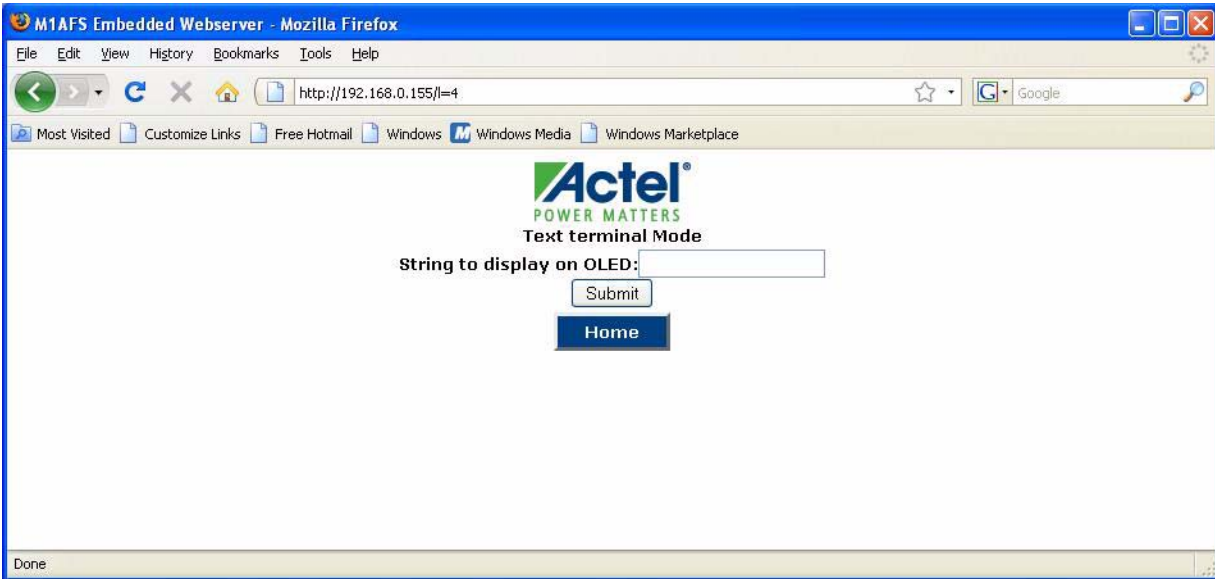 M1AFS Embedded Webserver - Mozilla Firefox
File Edit View History Bookmarks Tools Help
http://192.168.0.155/l=4 G Google
Most Visited Customize Links Free Hotmail Windows Windows Media Windows Marketplace
Actel®
POWER MATTERS
Text terminal Mode
String to display on OLED:
Submit
Home
Done